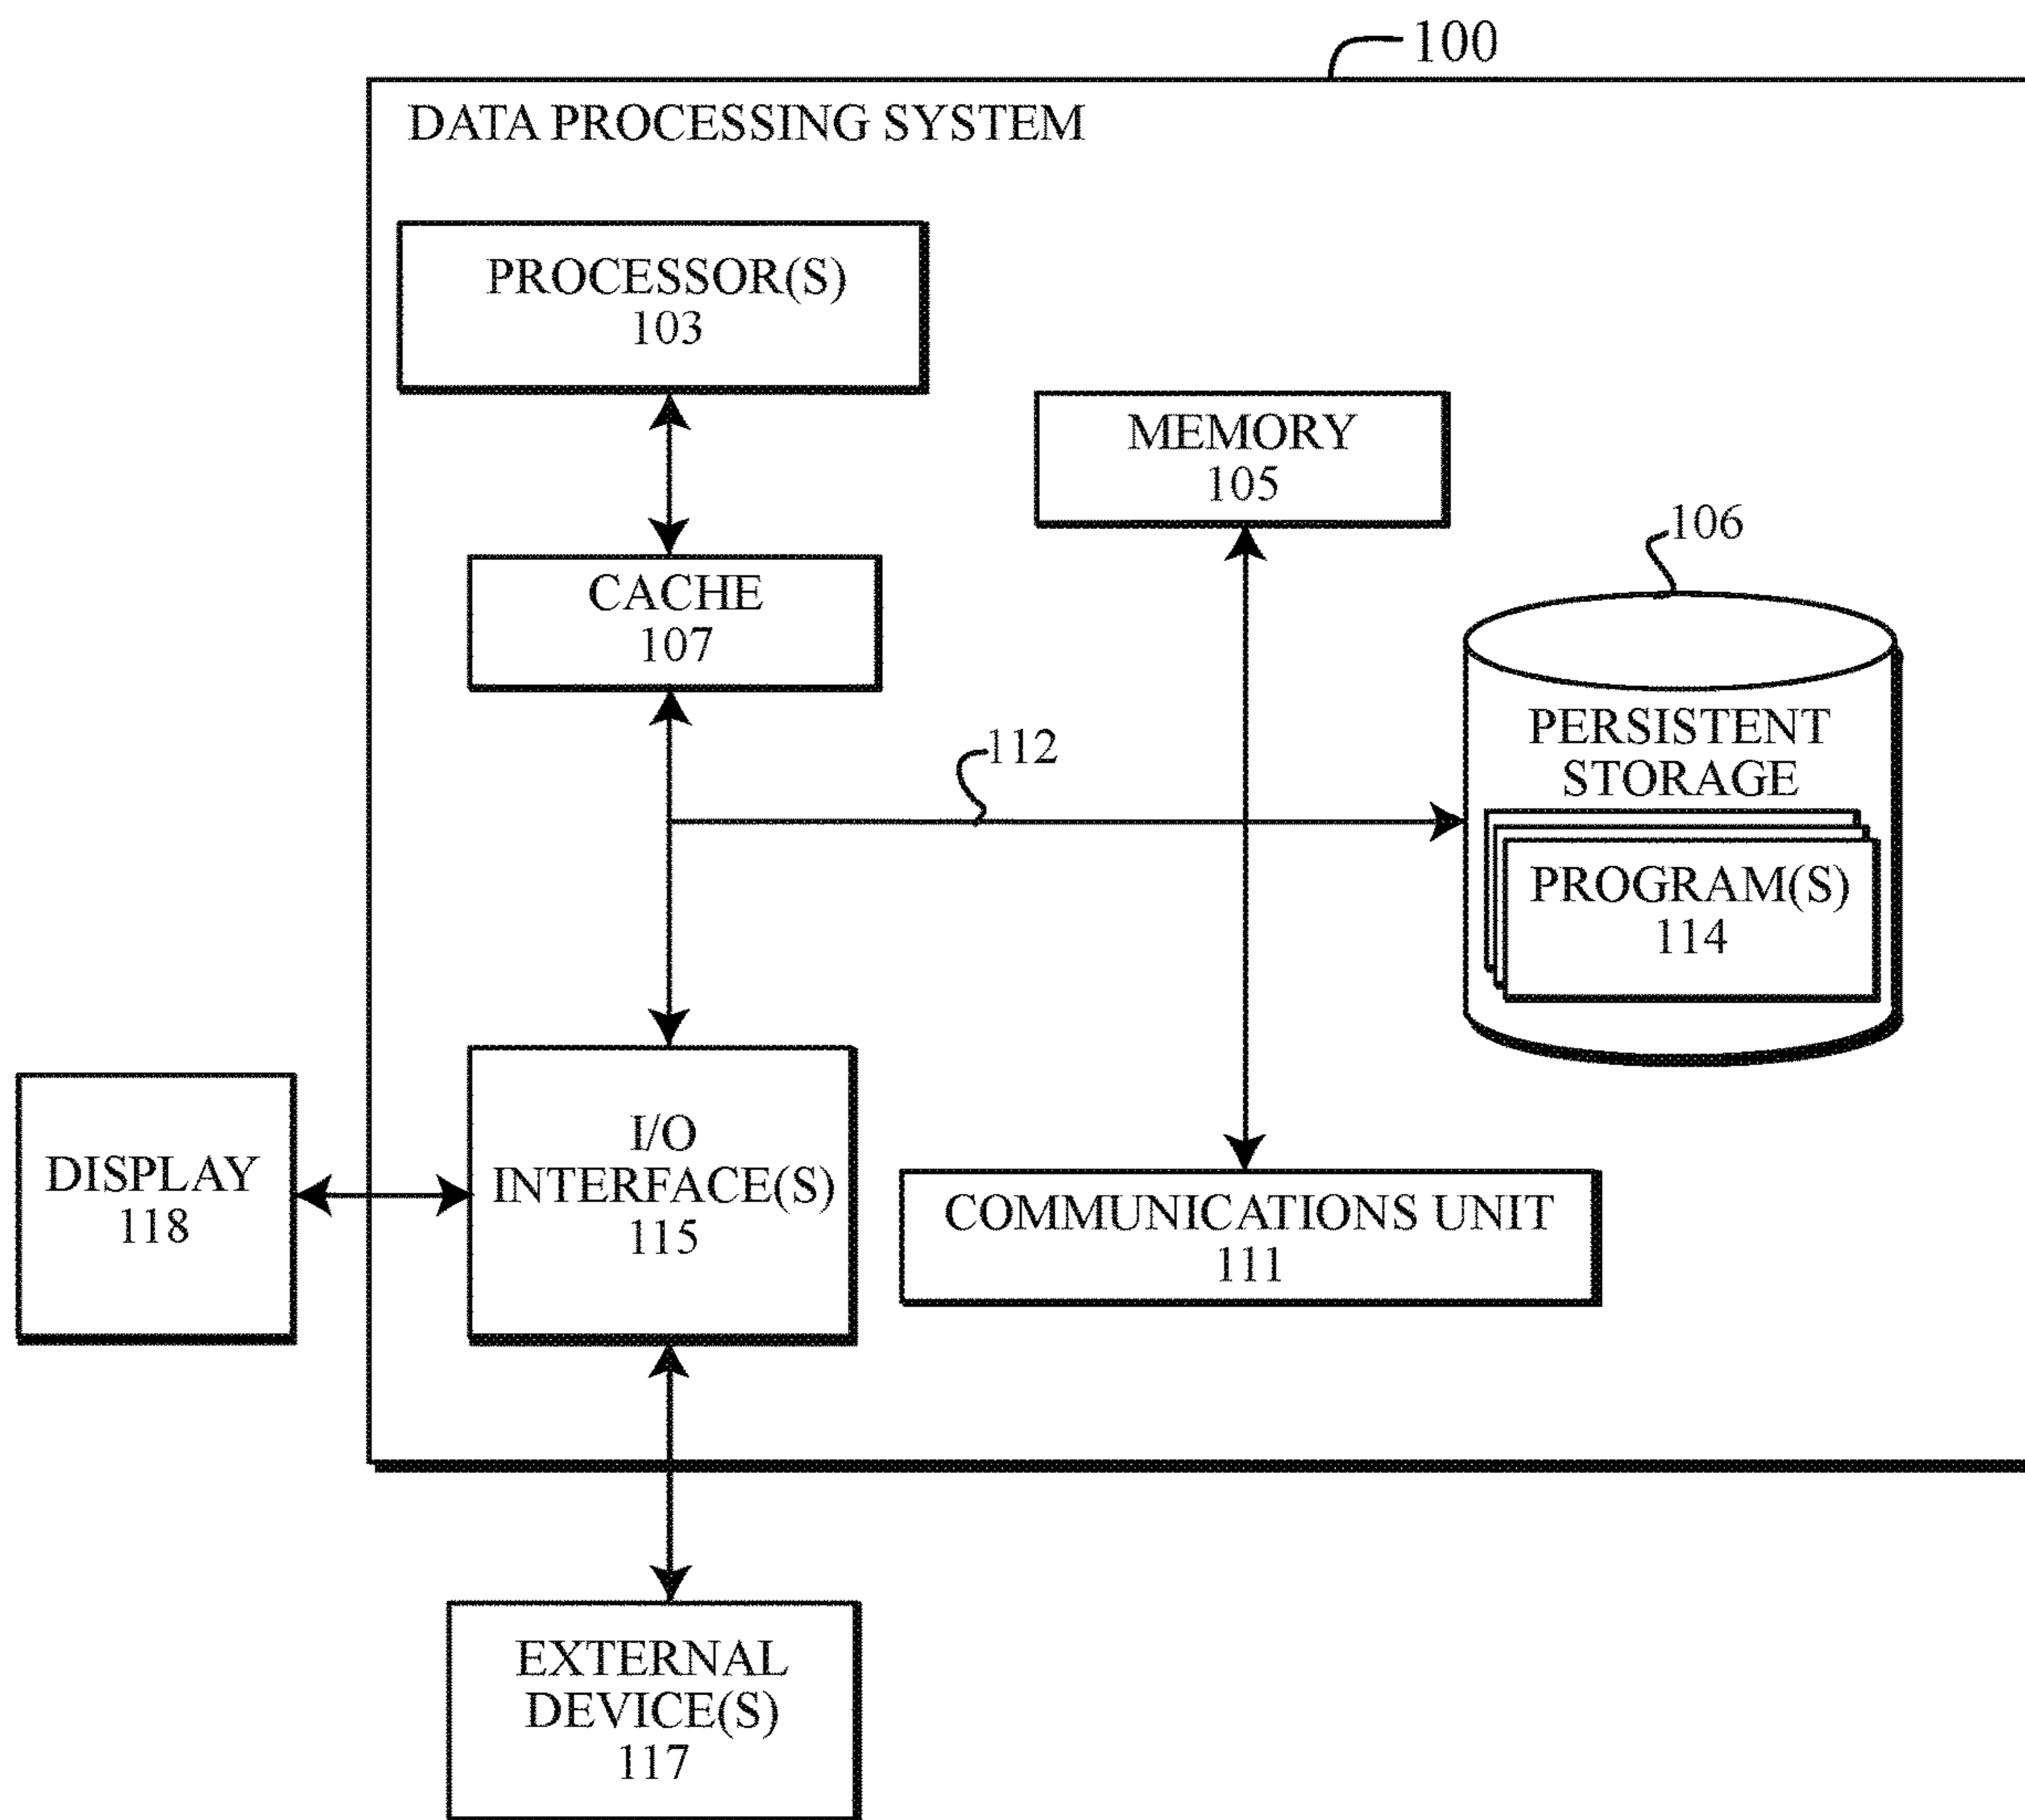 100
DATA PROCESSING SYSTEM
PROCESSOR(S)
103
MEMORY
105
106
CACHE
107
112
PERSISTENT
STORAGE
PROGRAM(S)
114
I/O
INTERFACE(S)
115
DISPLAY
118
COMMUNICATIONS UNIT
111
EXTERNAL
DEVICE(S)
117